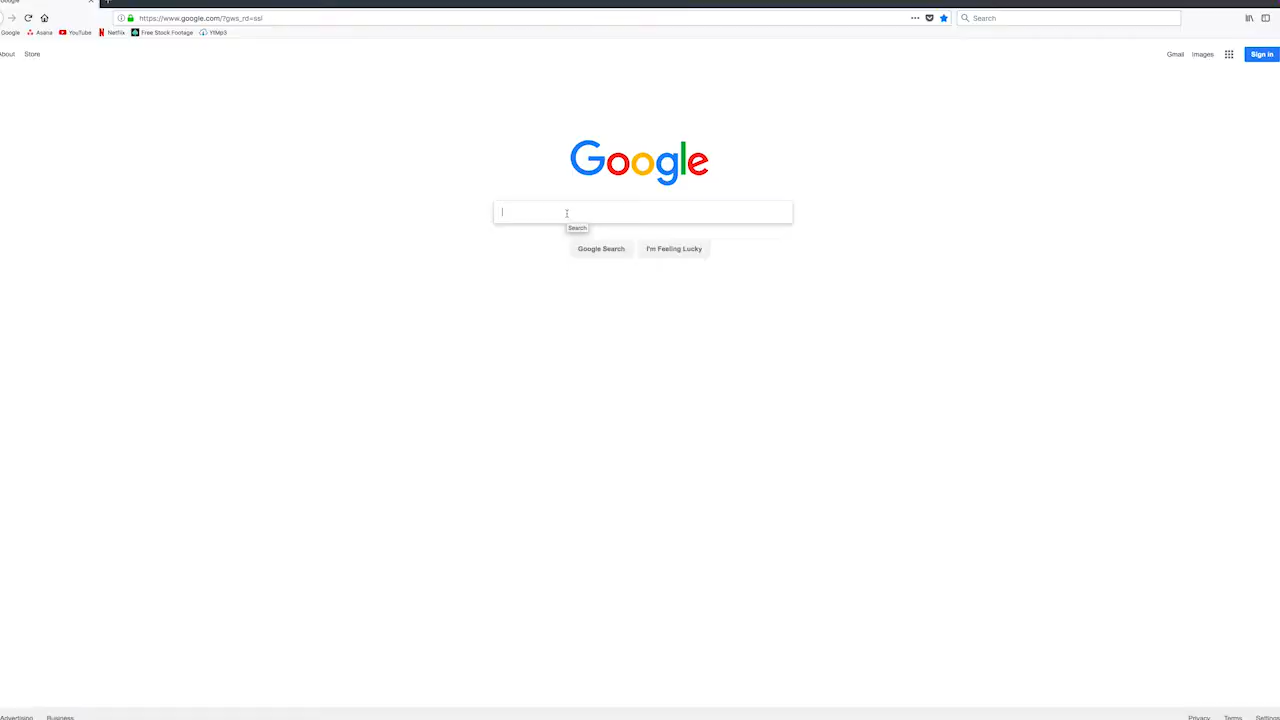 Google
https://www.google.com/?gws_rd=ssl
Search
Google Asana YouTube Netflix Free Stock Footage YtMp3
About Store
Gmail Images Sign in
Google
Search
Google Search I'm Feeling Lucky
Advertising Business
Privacy Terms Settings